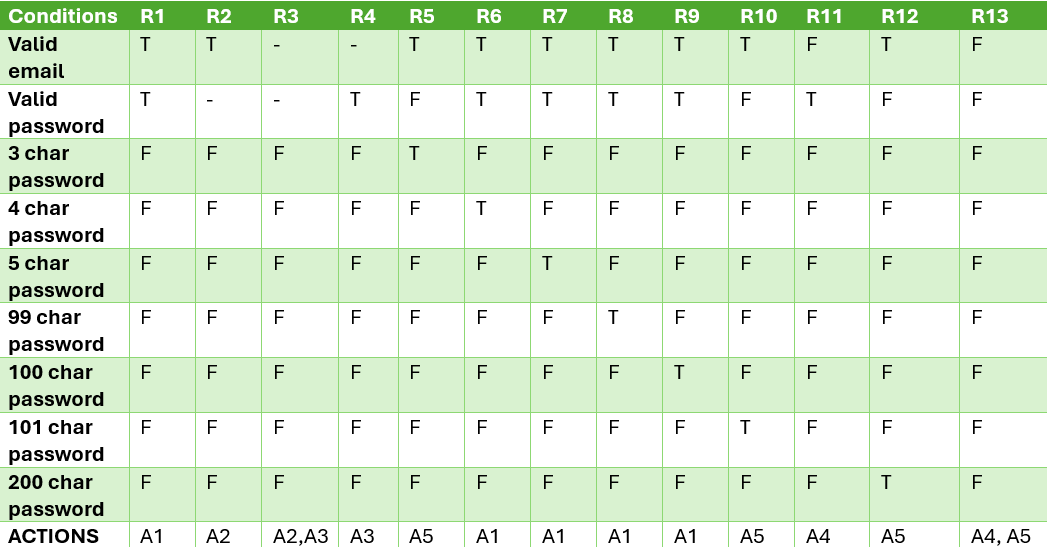 Conditions R1 R2 R3 R4 R5 R6 R7 R8 R9 R10 R11 R12 R13
Valid email T T - - T T T T T T F T F
Valid password T - - T F T T T T F T F F
3 char password F F F F T F F F F F F F F
4 char password F F F F F T F F F F F F F
5 char password F F F F F F T F F F F F F
99 char password F F F F F F F T F F F F F
100 char password F F F F F F F F T F F F F
101 char password F F F F F F F F F T F F F
200 char password F F F F F F F F F F F T F
ACTIONS A1 A2 A2,A3 A3 A5 A1 A1 A1 A1 A5 A4 A5 A4, A5